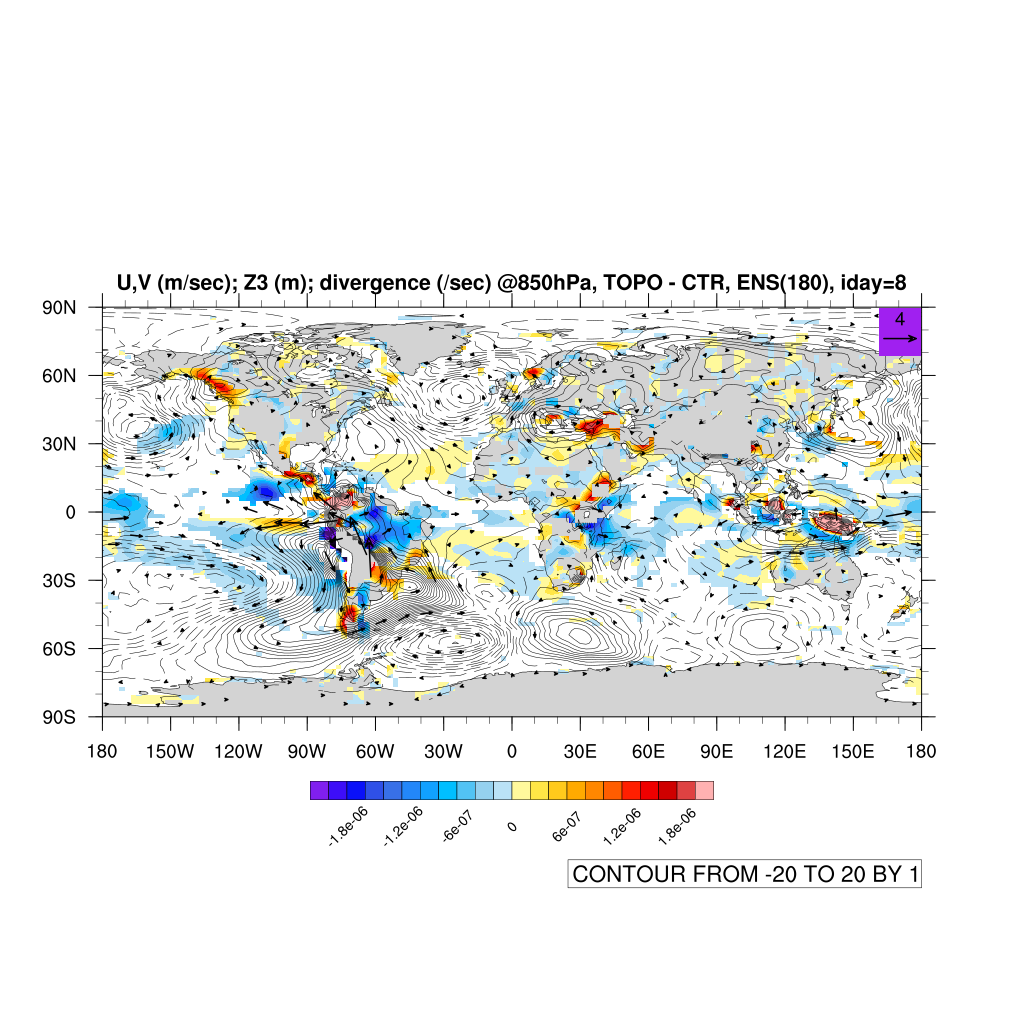 U,V (m/sec); Z3 (m); divergence (/sec) @850hPa, TOPO - CTR, ENS(180), iday=8
4
90N
60N
30N
0
30S
60S
90S
180 150W 120W 90W 60W 30W 0 30E 60E 90E 120E 150E 180
-1.8e-06 -1.2e-06 -6e-07 0 6e-07 1.2e-06 1.8e-06
CONTOUR FROM -20 TO 20 BY 1